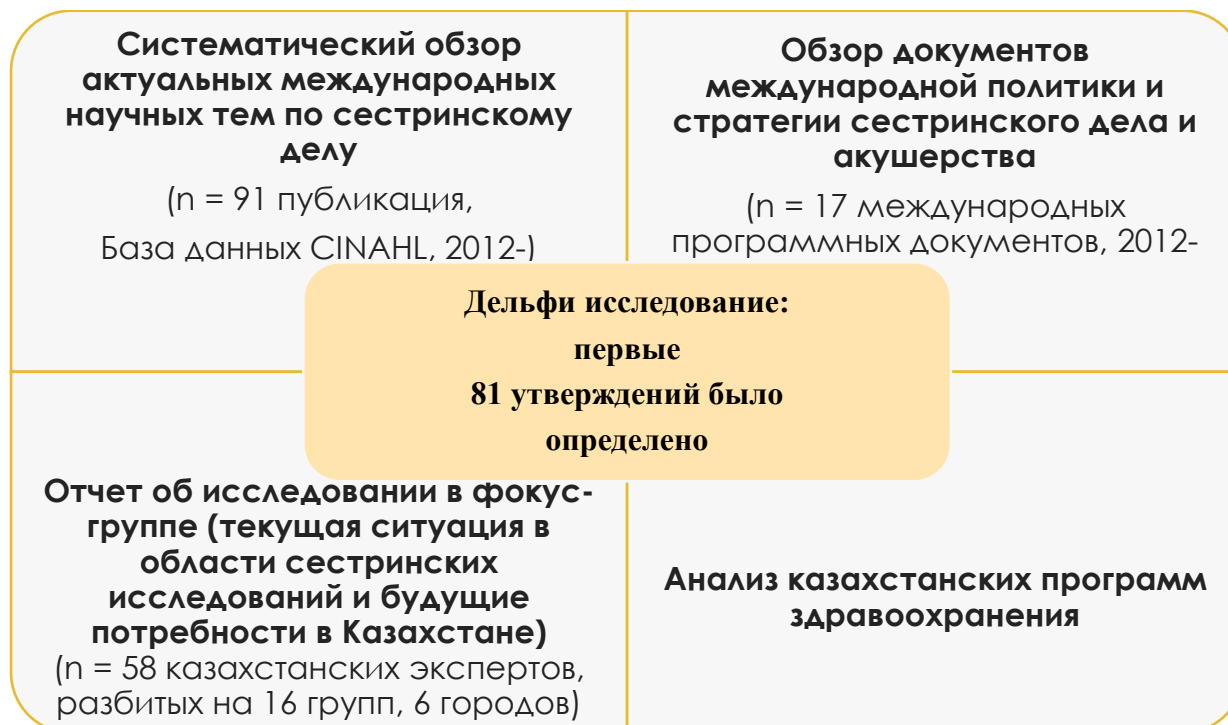 Систематический обзор
актуальных международных
научных тем по сестринскому
делу
(n = 91 публикация,
База данных CINAHL, 2012-)
Обзор документов
международной политики и
стратегии сестринского дела и
акушерства
(n = 17 международных
программных документов, 2012-
Дельфи исследование:
первые
81 утверждений было
определено
Отчет об исследовании в фокус-
группе (текущая ситуация в
области сестринских
исследований и будущие
потребности в Казахстане)
(n = 58 казахстанских экспертов,
разбитых на 16 групп, 6 городов)
Анализ казахстанских программ
здравоохранения